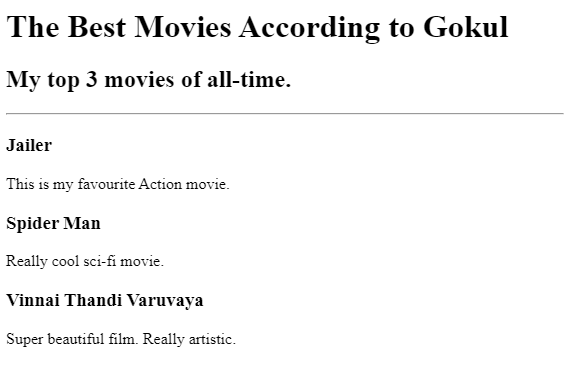 The Best Movies According to Gokul
My top 3 movies of all-time.
Jailer
This is my favourite Action movie.
Spider Man
Really cool sci-fi movie.
Vinnai Thandi Varuvaya
Super beautiful film. Really artistic.